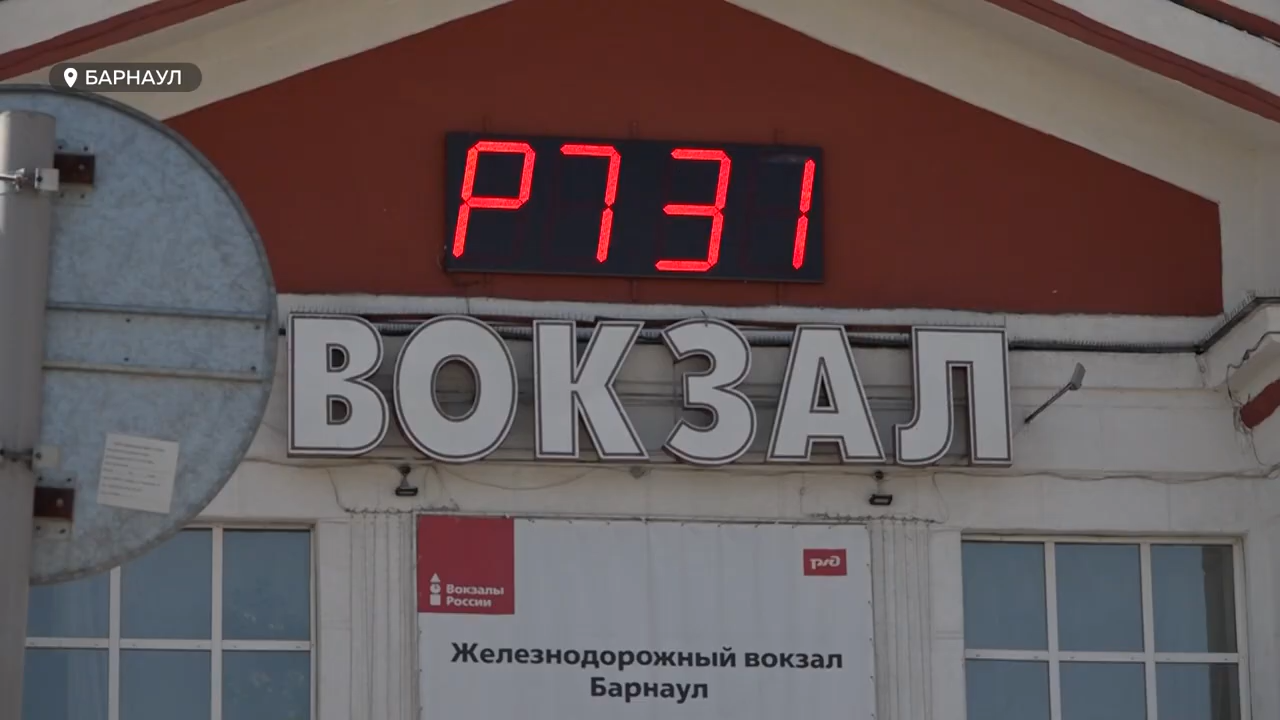 БАРНАУЛ
P731
ВОКЗАЛ
Вокзалы
России
ржд
Железнодорожный вокзал
Барнаул